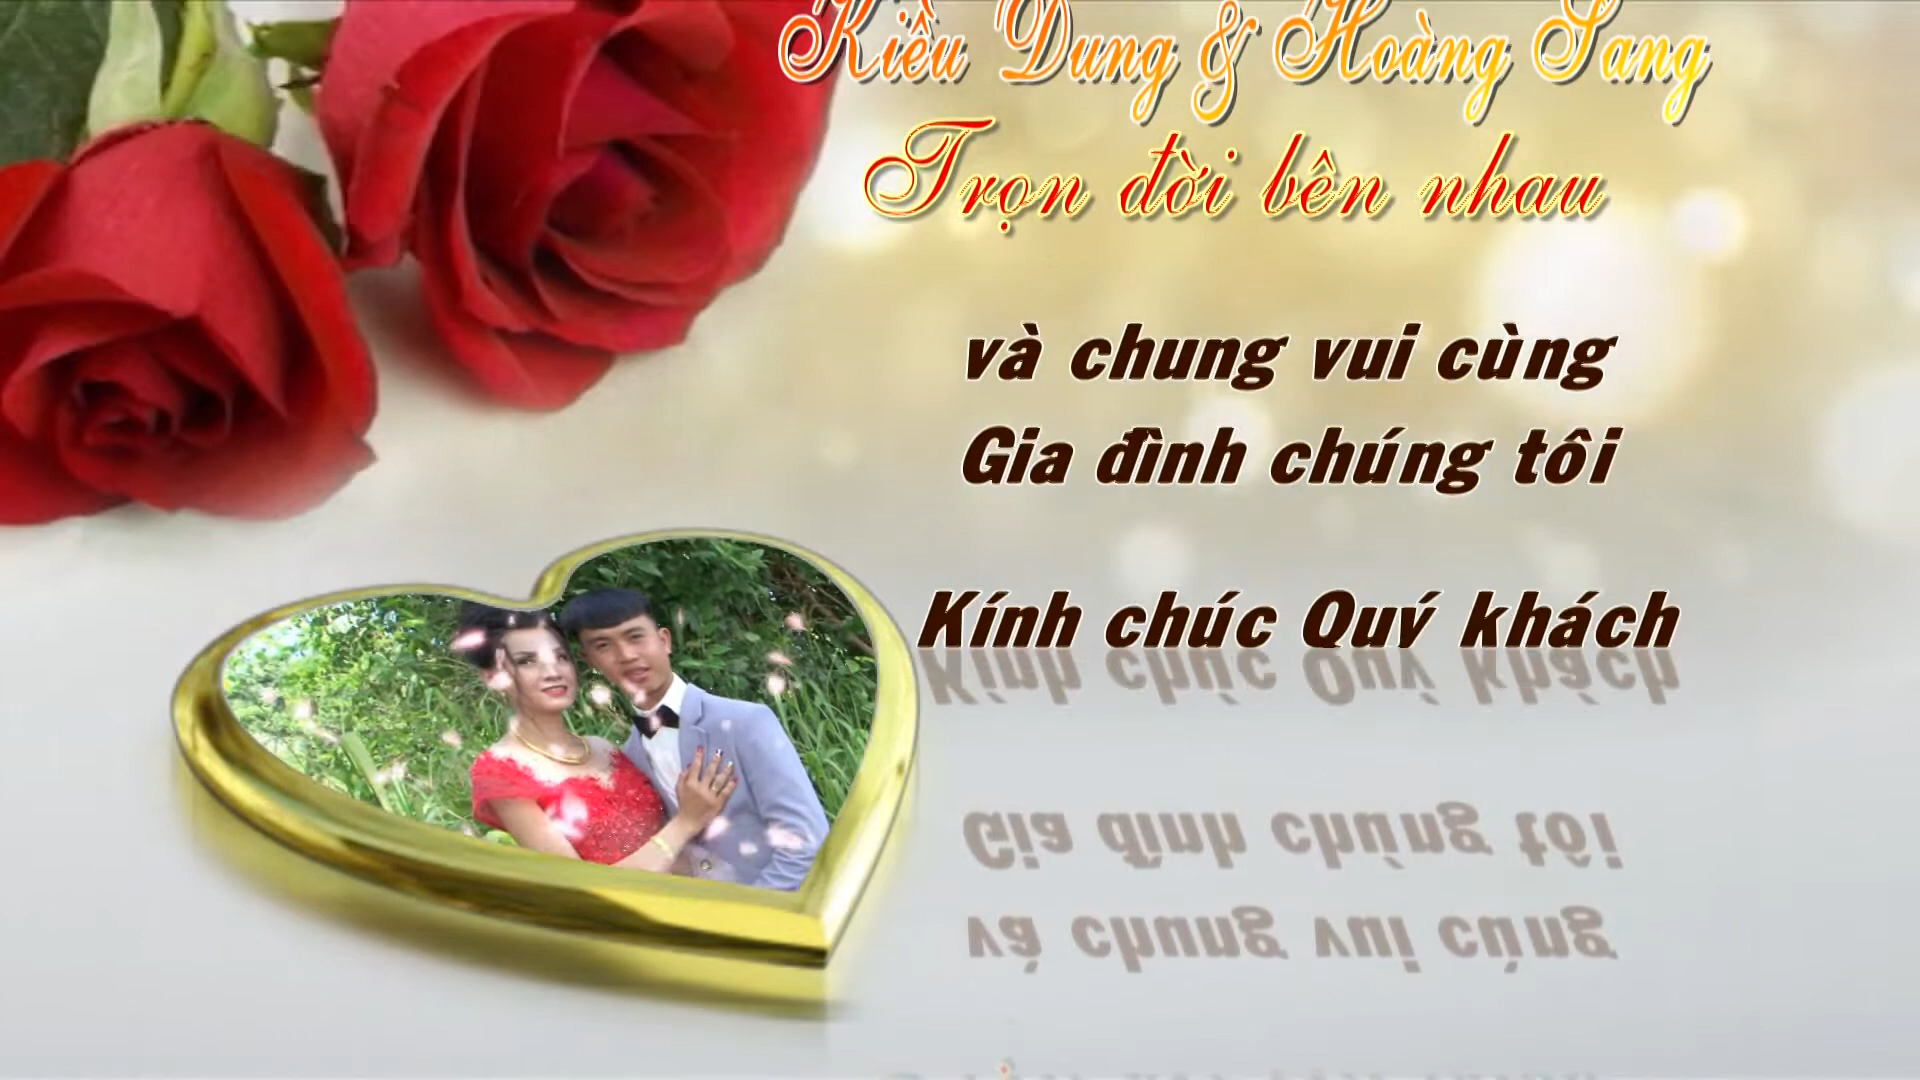 Kiều Dung & Hoàng Sang
Trọn đời bên nhau
và chung vui cùng
Gia đình chúng tôi
Kính chúc Quý khách